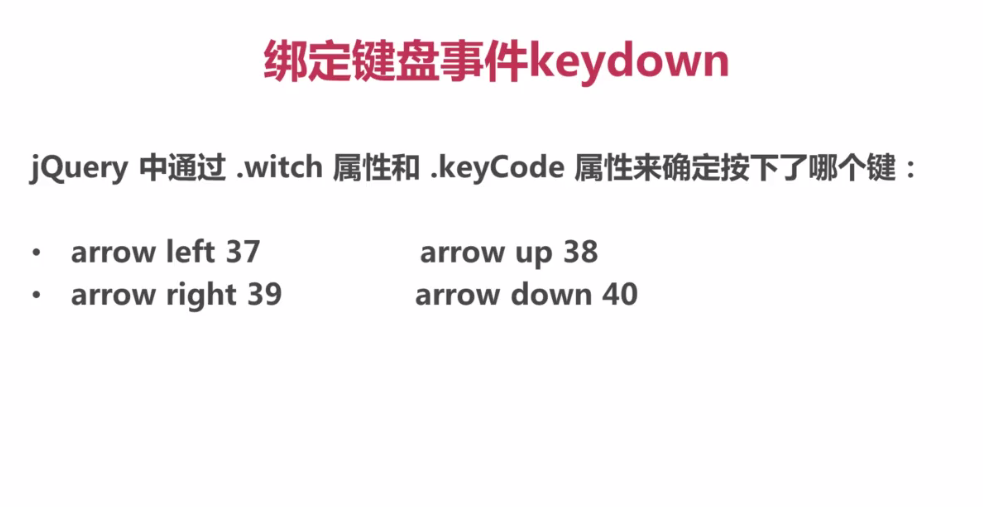 绑定键盘事件keydown
jQuery 中通过 .witch 属性和 .keyCode 属性来确定按下了哪个键：
• arrow left 37 arrow up 38
• arrow right 39 arrow down 40